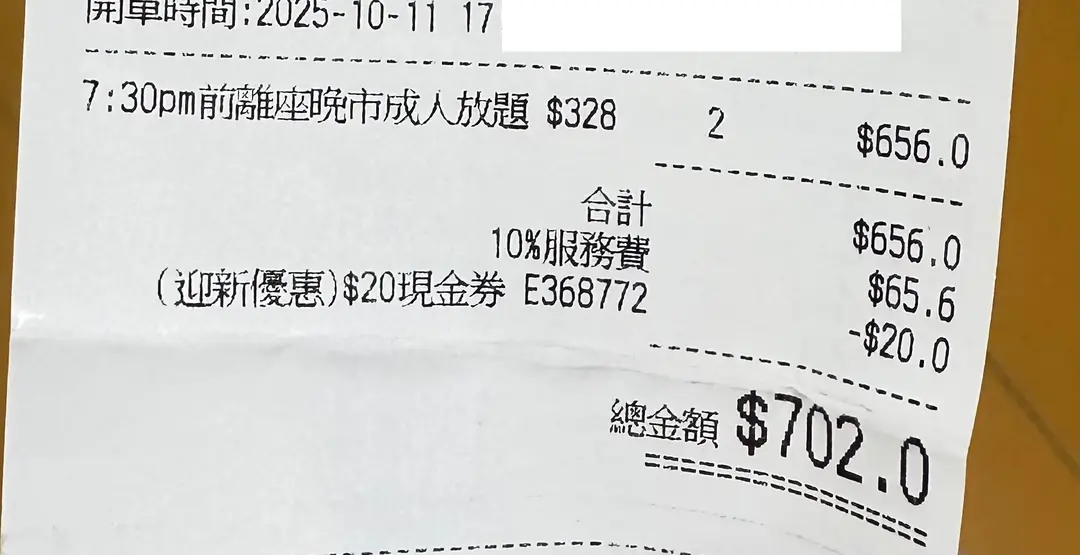 開單時間:2025-10-11 17
7:30pm前離座晚市成人放題 $328 2 $656.0
合計 $656.0
10%服務費 $65.6
(迎新優惠)$20現金券 E368772 -$20.0
總金額 $702.0